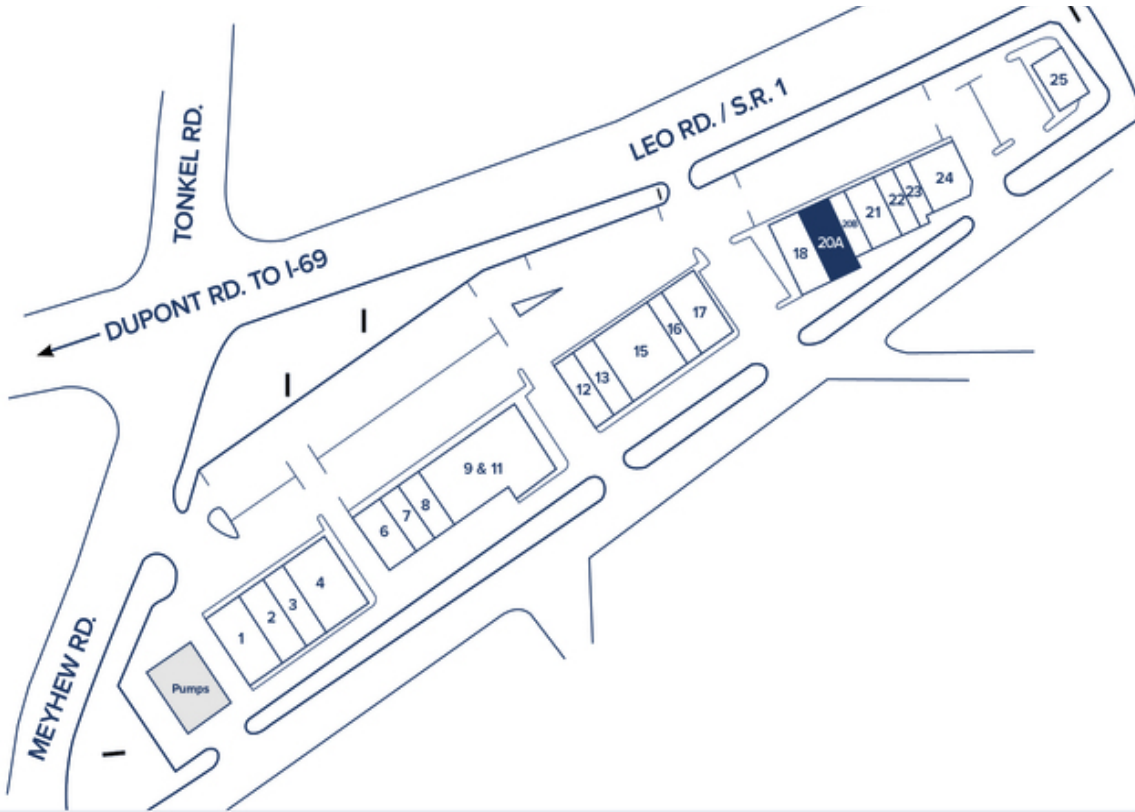 TONKEL RD.
LEO RD. / S.R. 1
DUPONT RD. TO I-69
MEYHEW RD.
25
24
23
22
21
20B
20A
18
17
16
15
13
12
9 & 11
8
7
6
4
3
2
1
Pumps